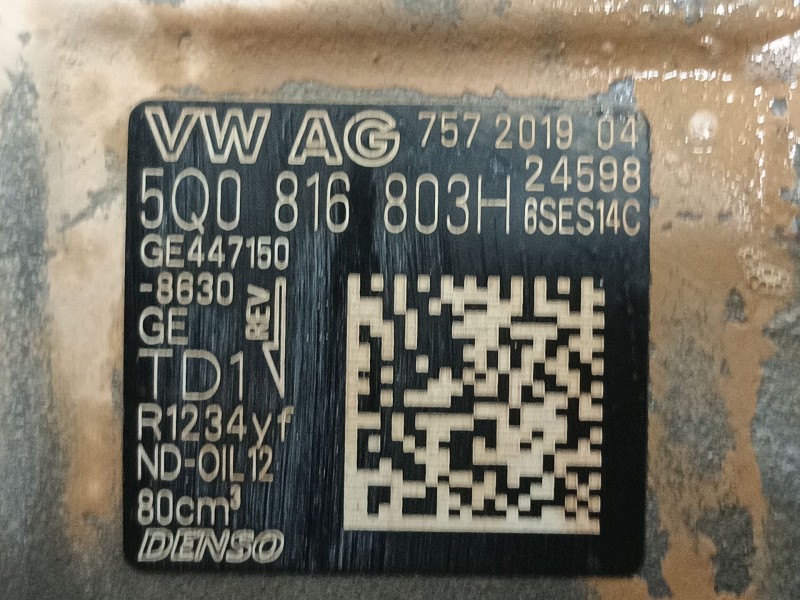 VW AG 757 2019 04
5Q0 816 803H 24598
6SES14C
GE447150
-8630
GE
REV
TD1
R1234yf
ND-OIL12
80cm³
DENSO